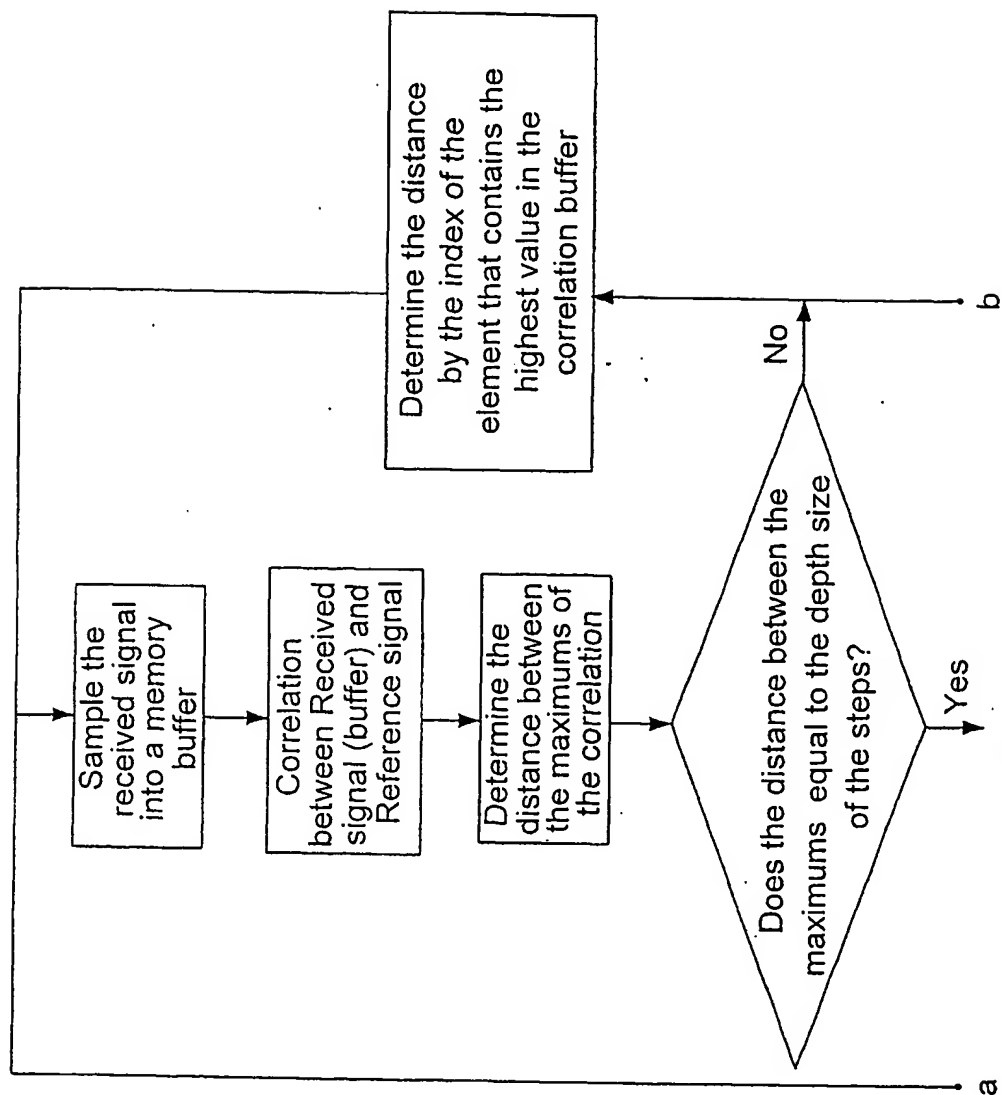 Sample the
received signal
into a memory
buffer
Correlation
between Received
signal (buffer) and
Reference signal
Determine the
distance between
the maximums of
the correlation
Does the distance between the
maximums equal to the depth size
of the steps?
No
Yes
Determine the distance
by the index of the
element that contains the
highest value in the
correlation buffer
a
b